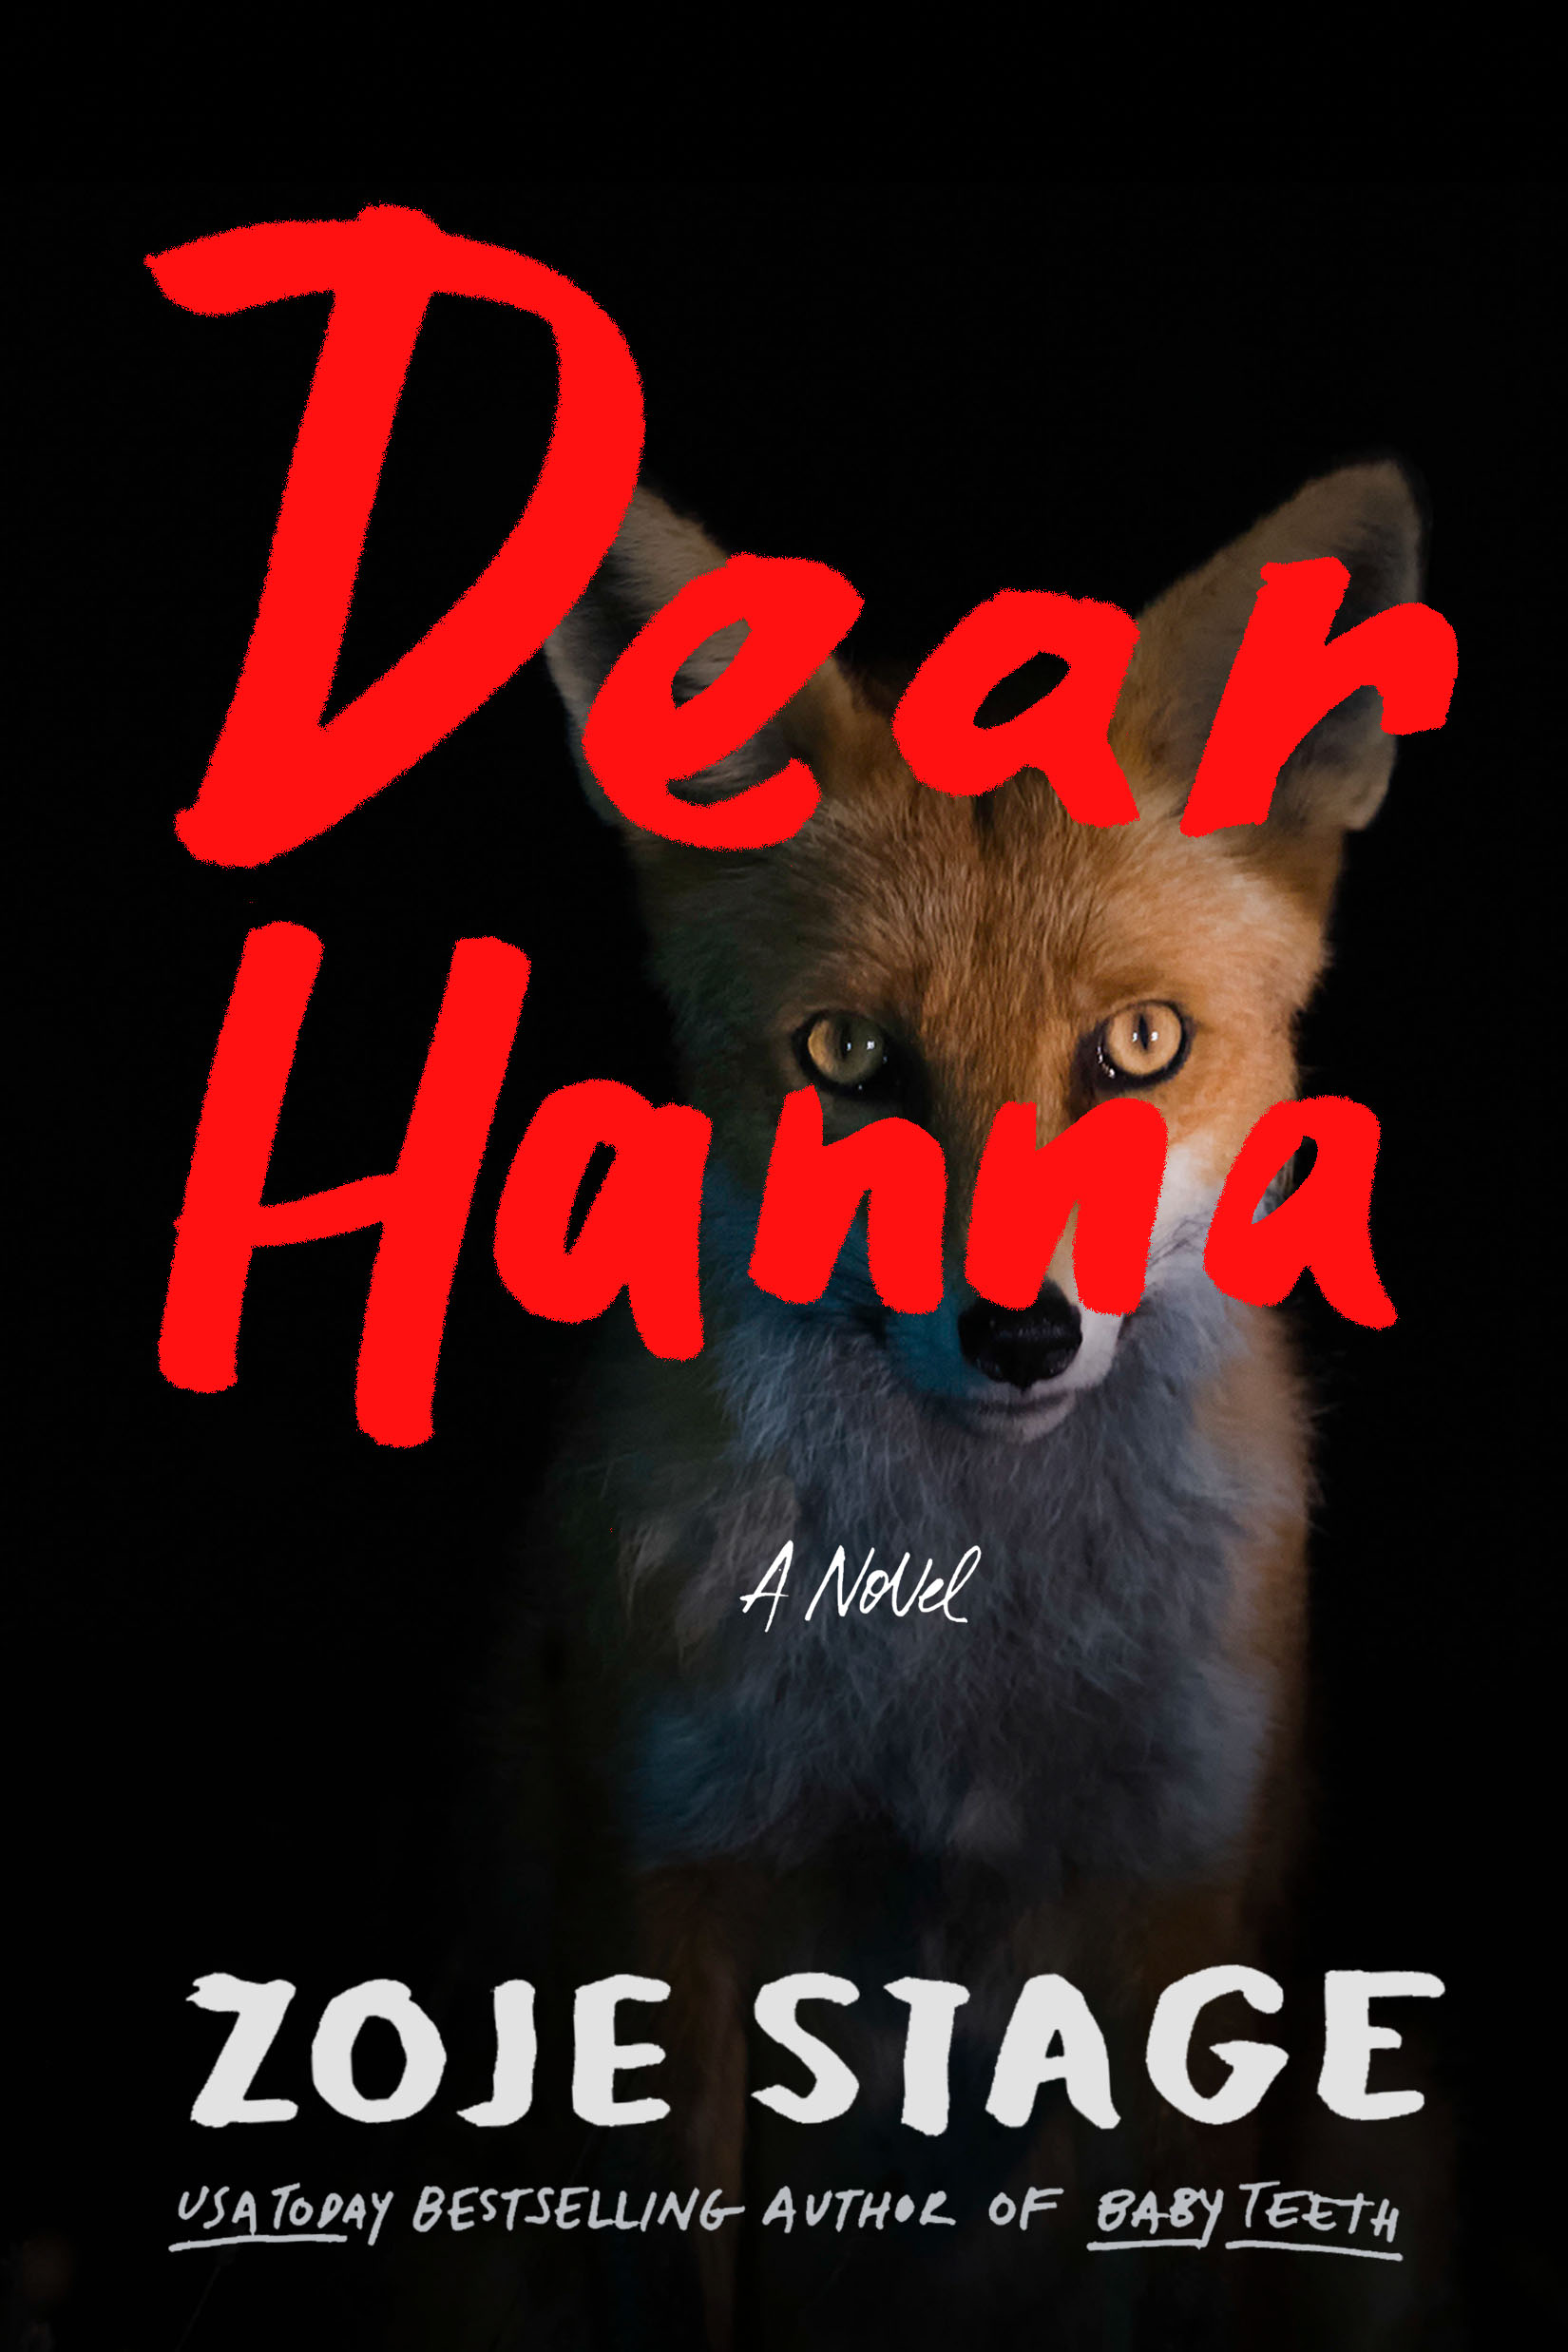 Dear
Hanna
A Novel
ZOJE STAGE
USA TODAY BESTSELLING AUTHOR OF BABY TEETH